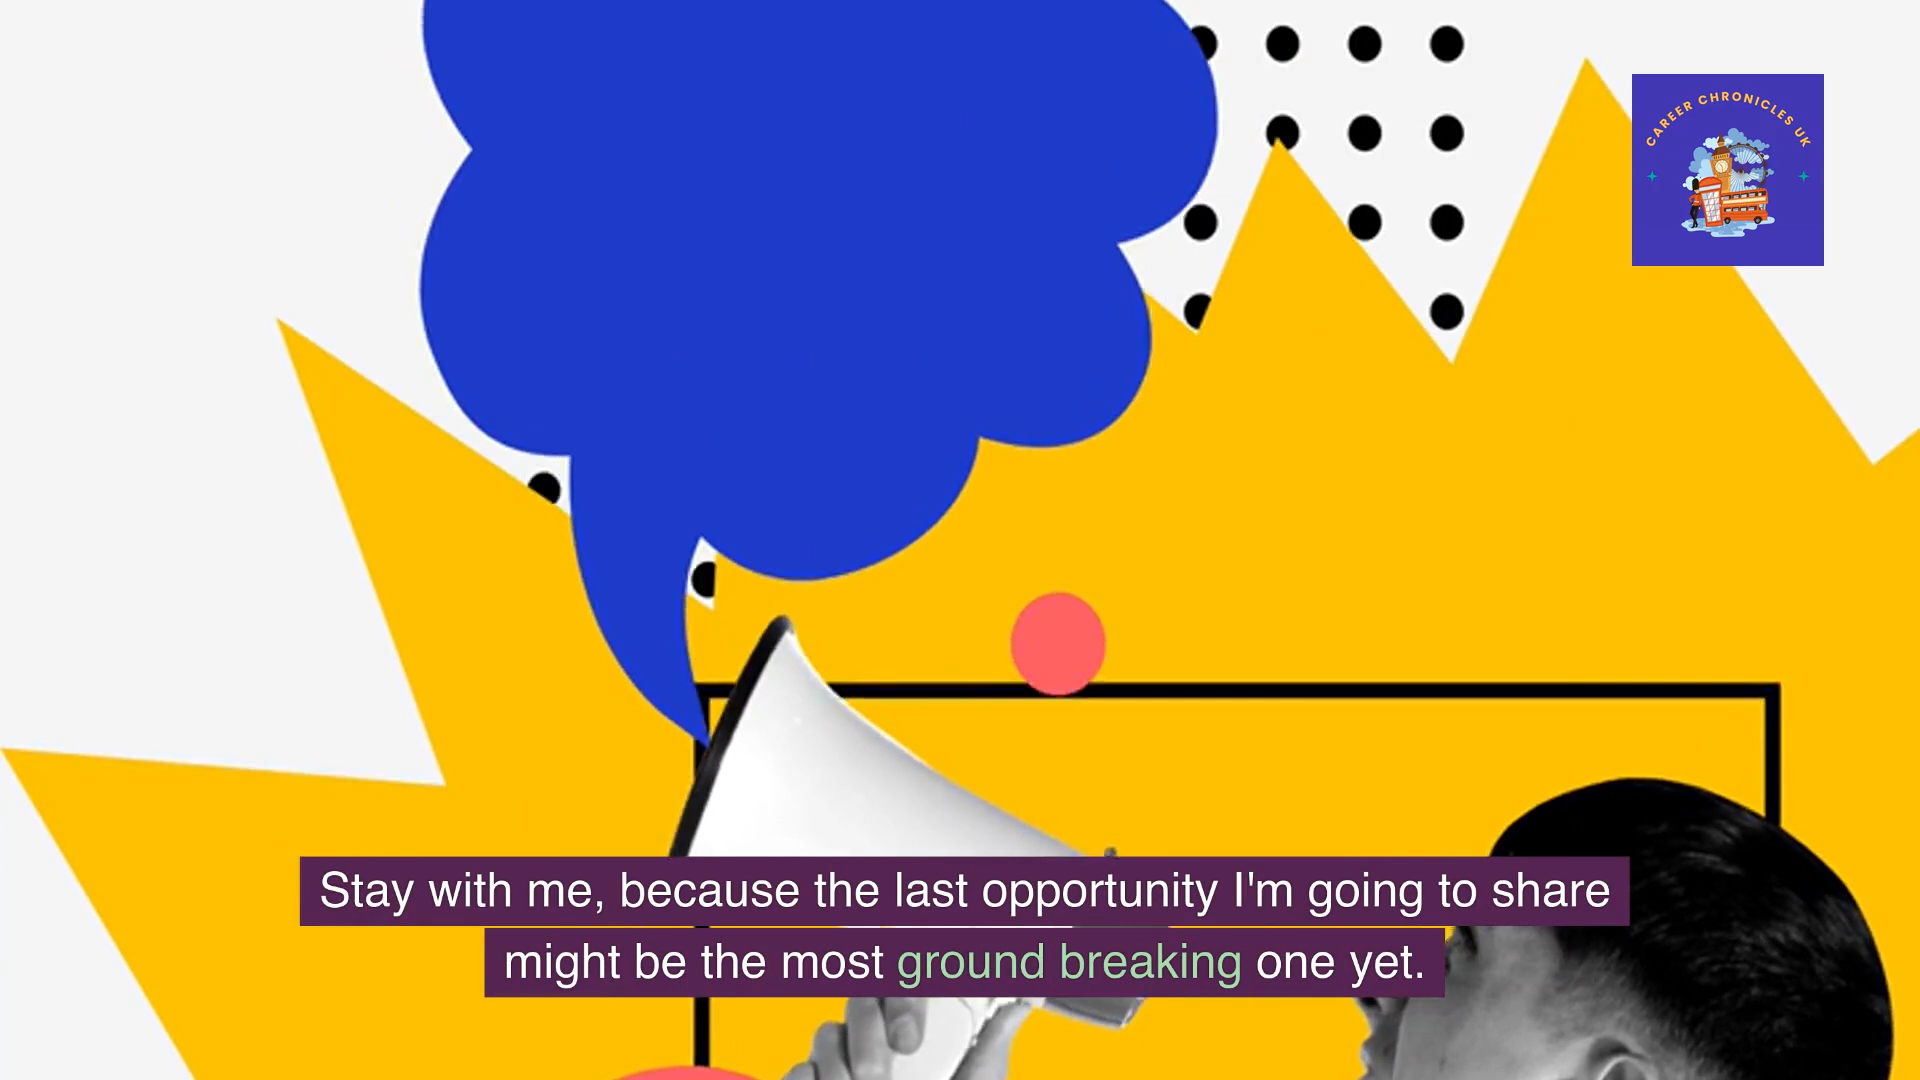 CAREER CHRONICLES UK
Stay with me, because the last opportunity I'm going to share
might be the most ground breaking one yet.